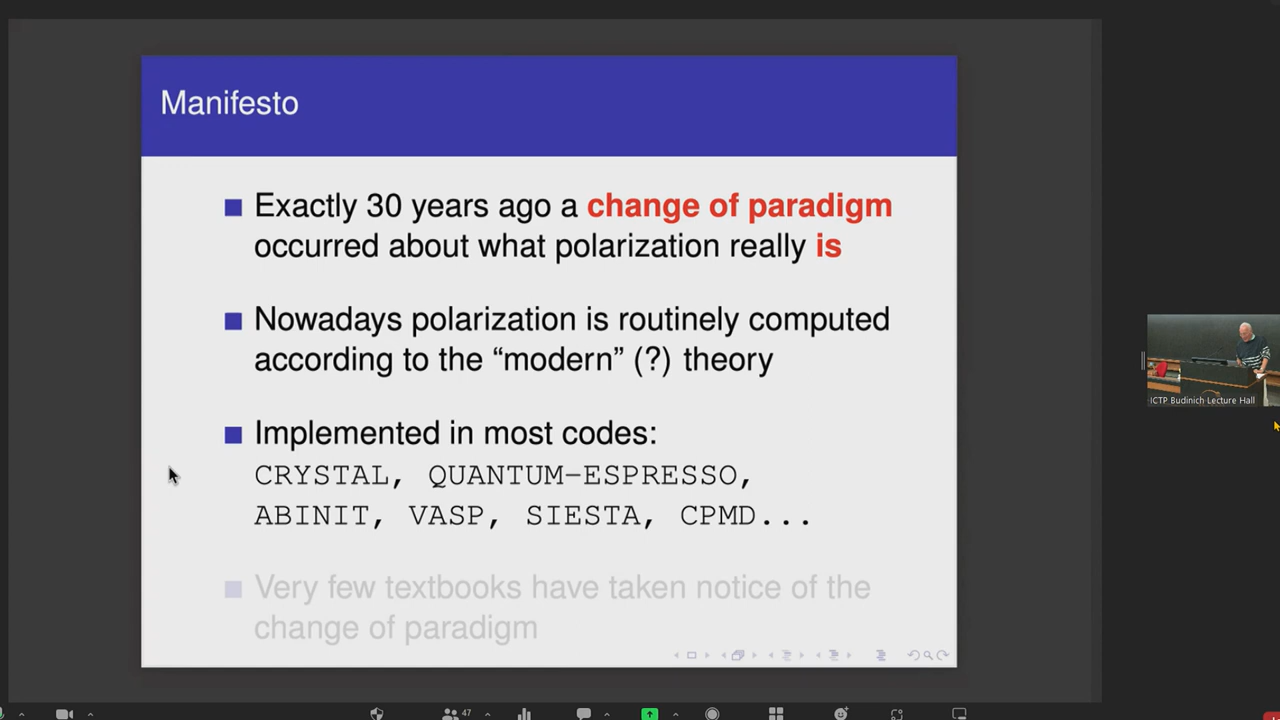 Manifesto
Exactly 30 years ago a change of paradigm
occurred about what polarization really is
Nowadays polarization is routinely computed
according to the “modern” (?) theory
Implemented in most codes:
CRYSTAL, QUANTUM-ESPRESSO,
ABINIT, VASP, SIESTA, CPMD...
Very few textbooks have taken notice of the
change of paradigm
ICTP Budinich Lecture Hall
47